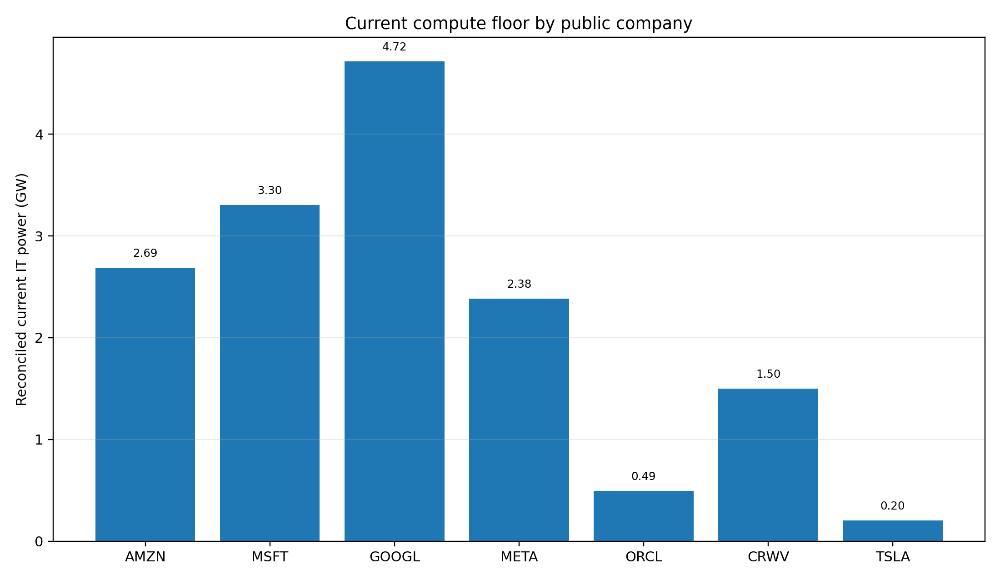 Current compute floor by public company
Reconciled current IT power (GW)
4
3
2
1
0
2.69
3.30
4.72
2.38
0.49
1.50
0.20
AMZN
MSFT
GOOGL
META
ORCL
CRWV
TSLA